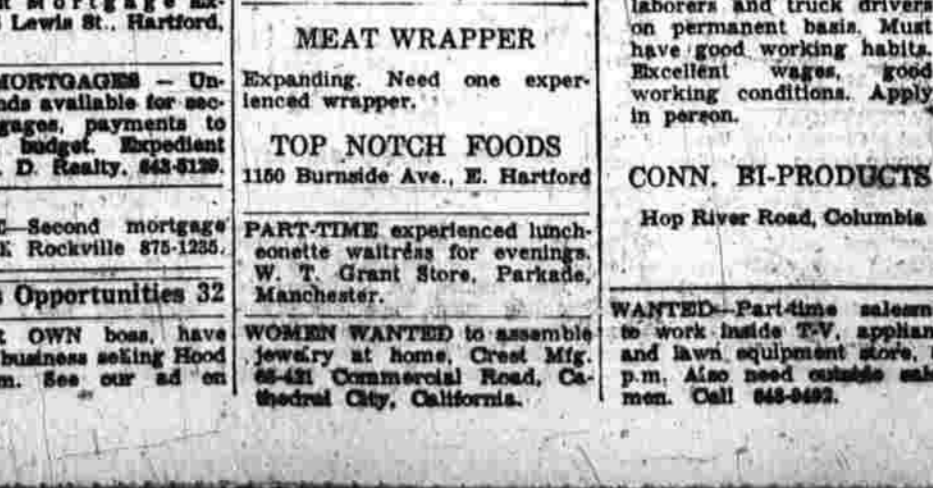 Lewis St., Hartford,
MORTGAGES — Un-
nds available for sec-
gages, payments to
budget. Expedient
D. Realty, 643-5129.
Second mortgage
Rockville 875-1235.
Opportunities 32
OWN boss, have
business selling Hood
m. See our ad on
MEAT WRAPPER
Expanding. Need one exper-
ienced wrapper.
TOP NOTCH FOODS
1150 Burnside Ave., E. Hartford
PART-TIME experienced lunch-
eonette waitress for evenings.
W. T. Grant Store, Parkade,
Manchester.
WOMEN WANTED to assemble
jewelry at home, Crest Mfg.
Commercial Road, Ca-
thedral City, California.
laborers and truck drivers
on permanent basis. Must
have good working habits.
Excellent wages, good
working conditions. Apply
in person.
CONN. BI-PRODUCTS
Hop River Road, Columbia
WANTED—Part-time salesm
to work inside T-V, applian
and lawn equipment store,
p.m. Also need outside sal
men. Call